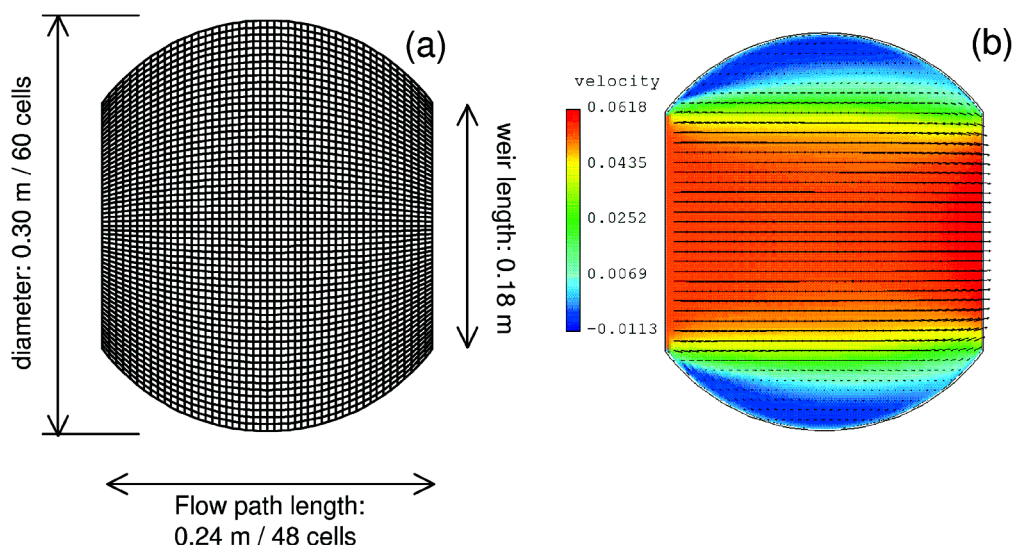 (a)
diameter: 0.30 m / 60 cells
weir length: 0.18 m
Flow path length:
0.24 m / 48 cells
(b)
velocity
0.0618
0.0435
0.0252
0.0069
-0.0113